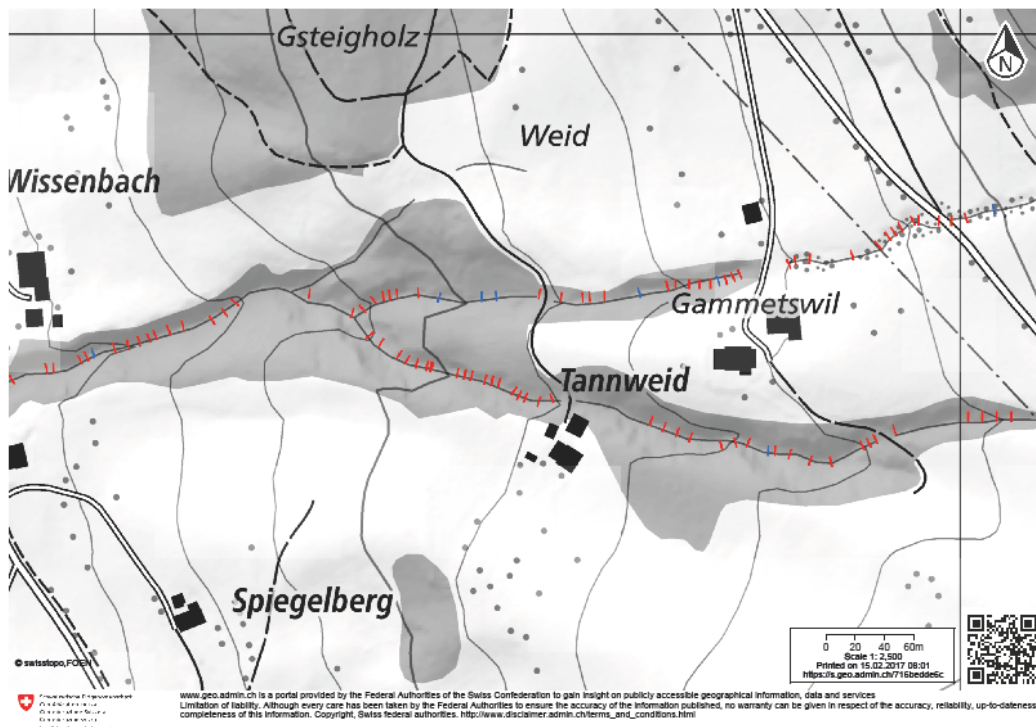 Gsteigholz
N
Weid
Wissenbach
Gammetswil
Tannweid
Spiegelberg
0 20 40 60m
Scale 1: 2,500
Printed on 15.02.2017 08:01
https://s.geo.admin.ch/716bedde6c
© swisstopo,FOEN
www.geo.admin.ch is a portal provided by the Federal Authorities of the Swiss Confederation to gain insight on publicly accessible geographical information, data and services
Limitation of liability. Although every care has been taken by the Federal Authorities to ensure the accuracy of the information published, no warranty can be given in respect of the accuracy, reliability, up-to-dateness
completeness of this information. Copyright, Swiss federal authorities. http://www.disclaimer.admin.ch/terms_and_conditions.html